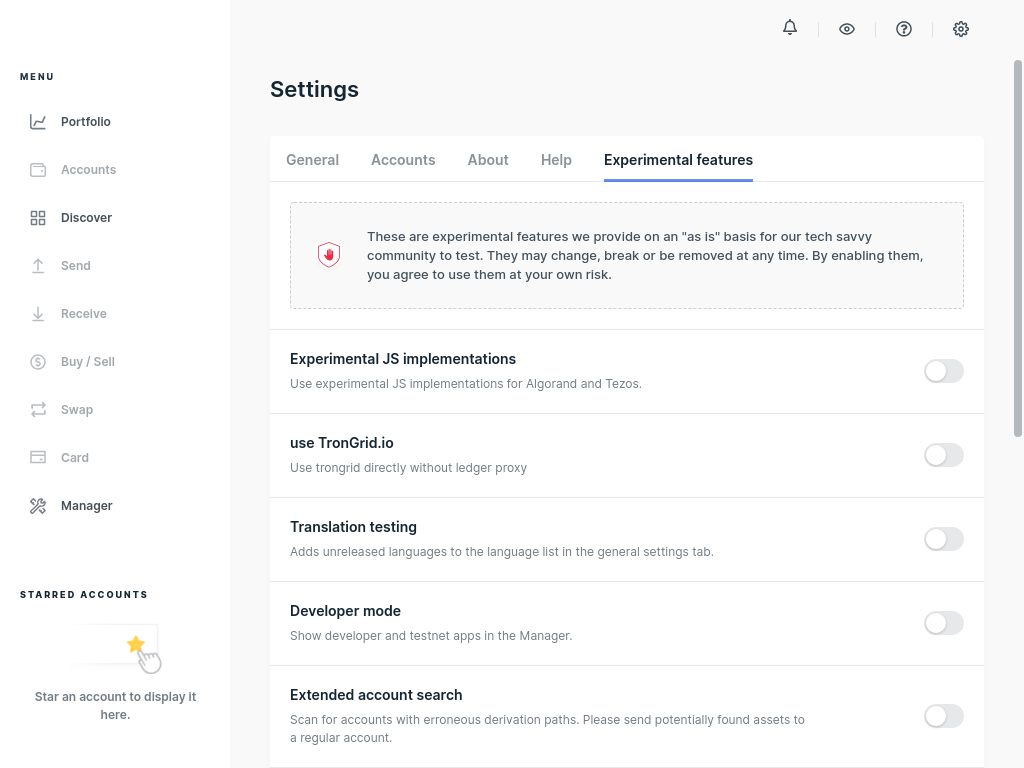 MENU
Portfolio
Accounts
Discover
Send
Receive
Buy / Sell
Swap
Card
Manager
STARRED ACCOUNTS
Star an account to display it
here.
Settings
General
Accounts
About
Help
Experimental features
These are experimental features we provide on an "as is" basis for our tech savvy
community to test. They may change, break or be removed at any time. By enabling them,
you agree to use them at your own risk.
Experimental JS implementations
Use experimental JS implementations for Algorand and Tezos.
use TronGrid.io
Use trongrid directly without ledger proxy
Translation testing
Adds unreleased languages to the language list in the general settings tab.
Developer mode
Show developer and testnet apps in the Manager.
Extended account search
Scan for accounts with erroneous derivation paths. Please send potentially found assets to
a regular account.